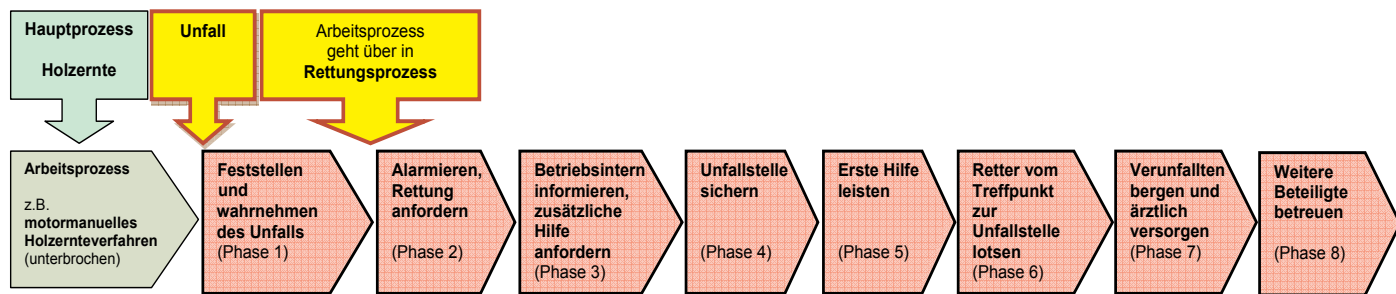 Hauptprozess
Holzernte
Unfall
Arbeitsprozess
geht über in
Rettungsprozess
Arbeitsprozess
z.B.
motormanuelles
Holzernteverfahren
(unterbrochen)
Feststellen
und
wahrnehmen
des Unfalls
(Phase 1)
Alarmieren,
Rettung
anfordern
(Phase 2)
Betriebsintern
informieren,
zusätzliche
Hilfe
anfordern
(Phase 3)
Unfallstelle
sichern
(Phase 4)
Erste Hilfe
leisten
(Phase 5)
Retter vom
Treffpunkt
zur
Unfallstelle
lotsen
(Phase 6)
Verunfallten
bergen und
ärztlich
versorgen
(Phase 7)
Weitere
Beteiligte
betreuen
(Phase 8)